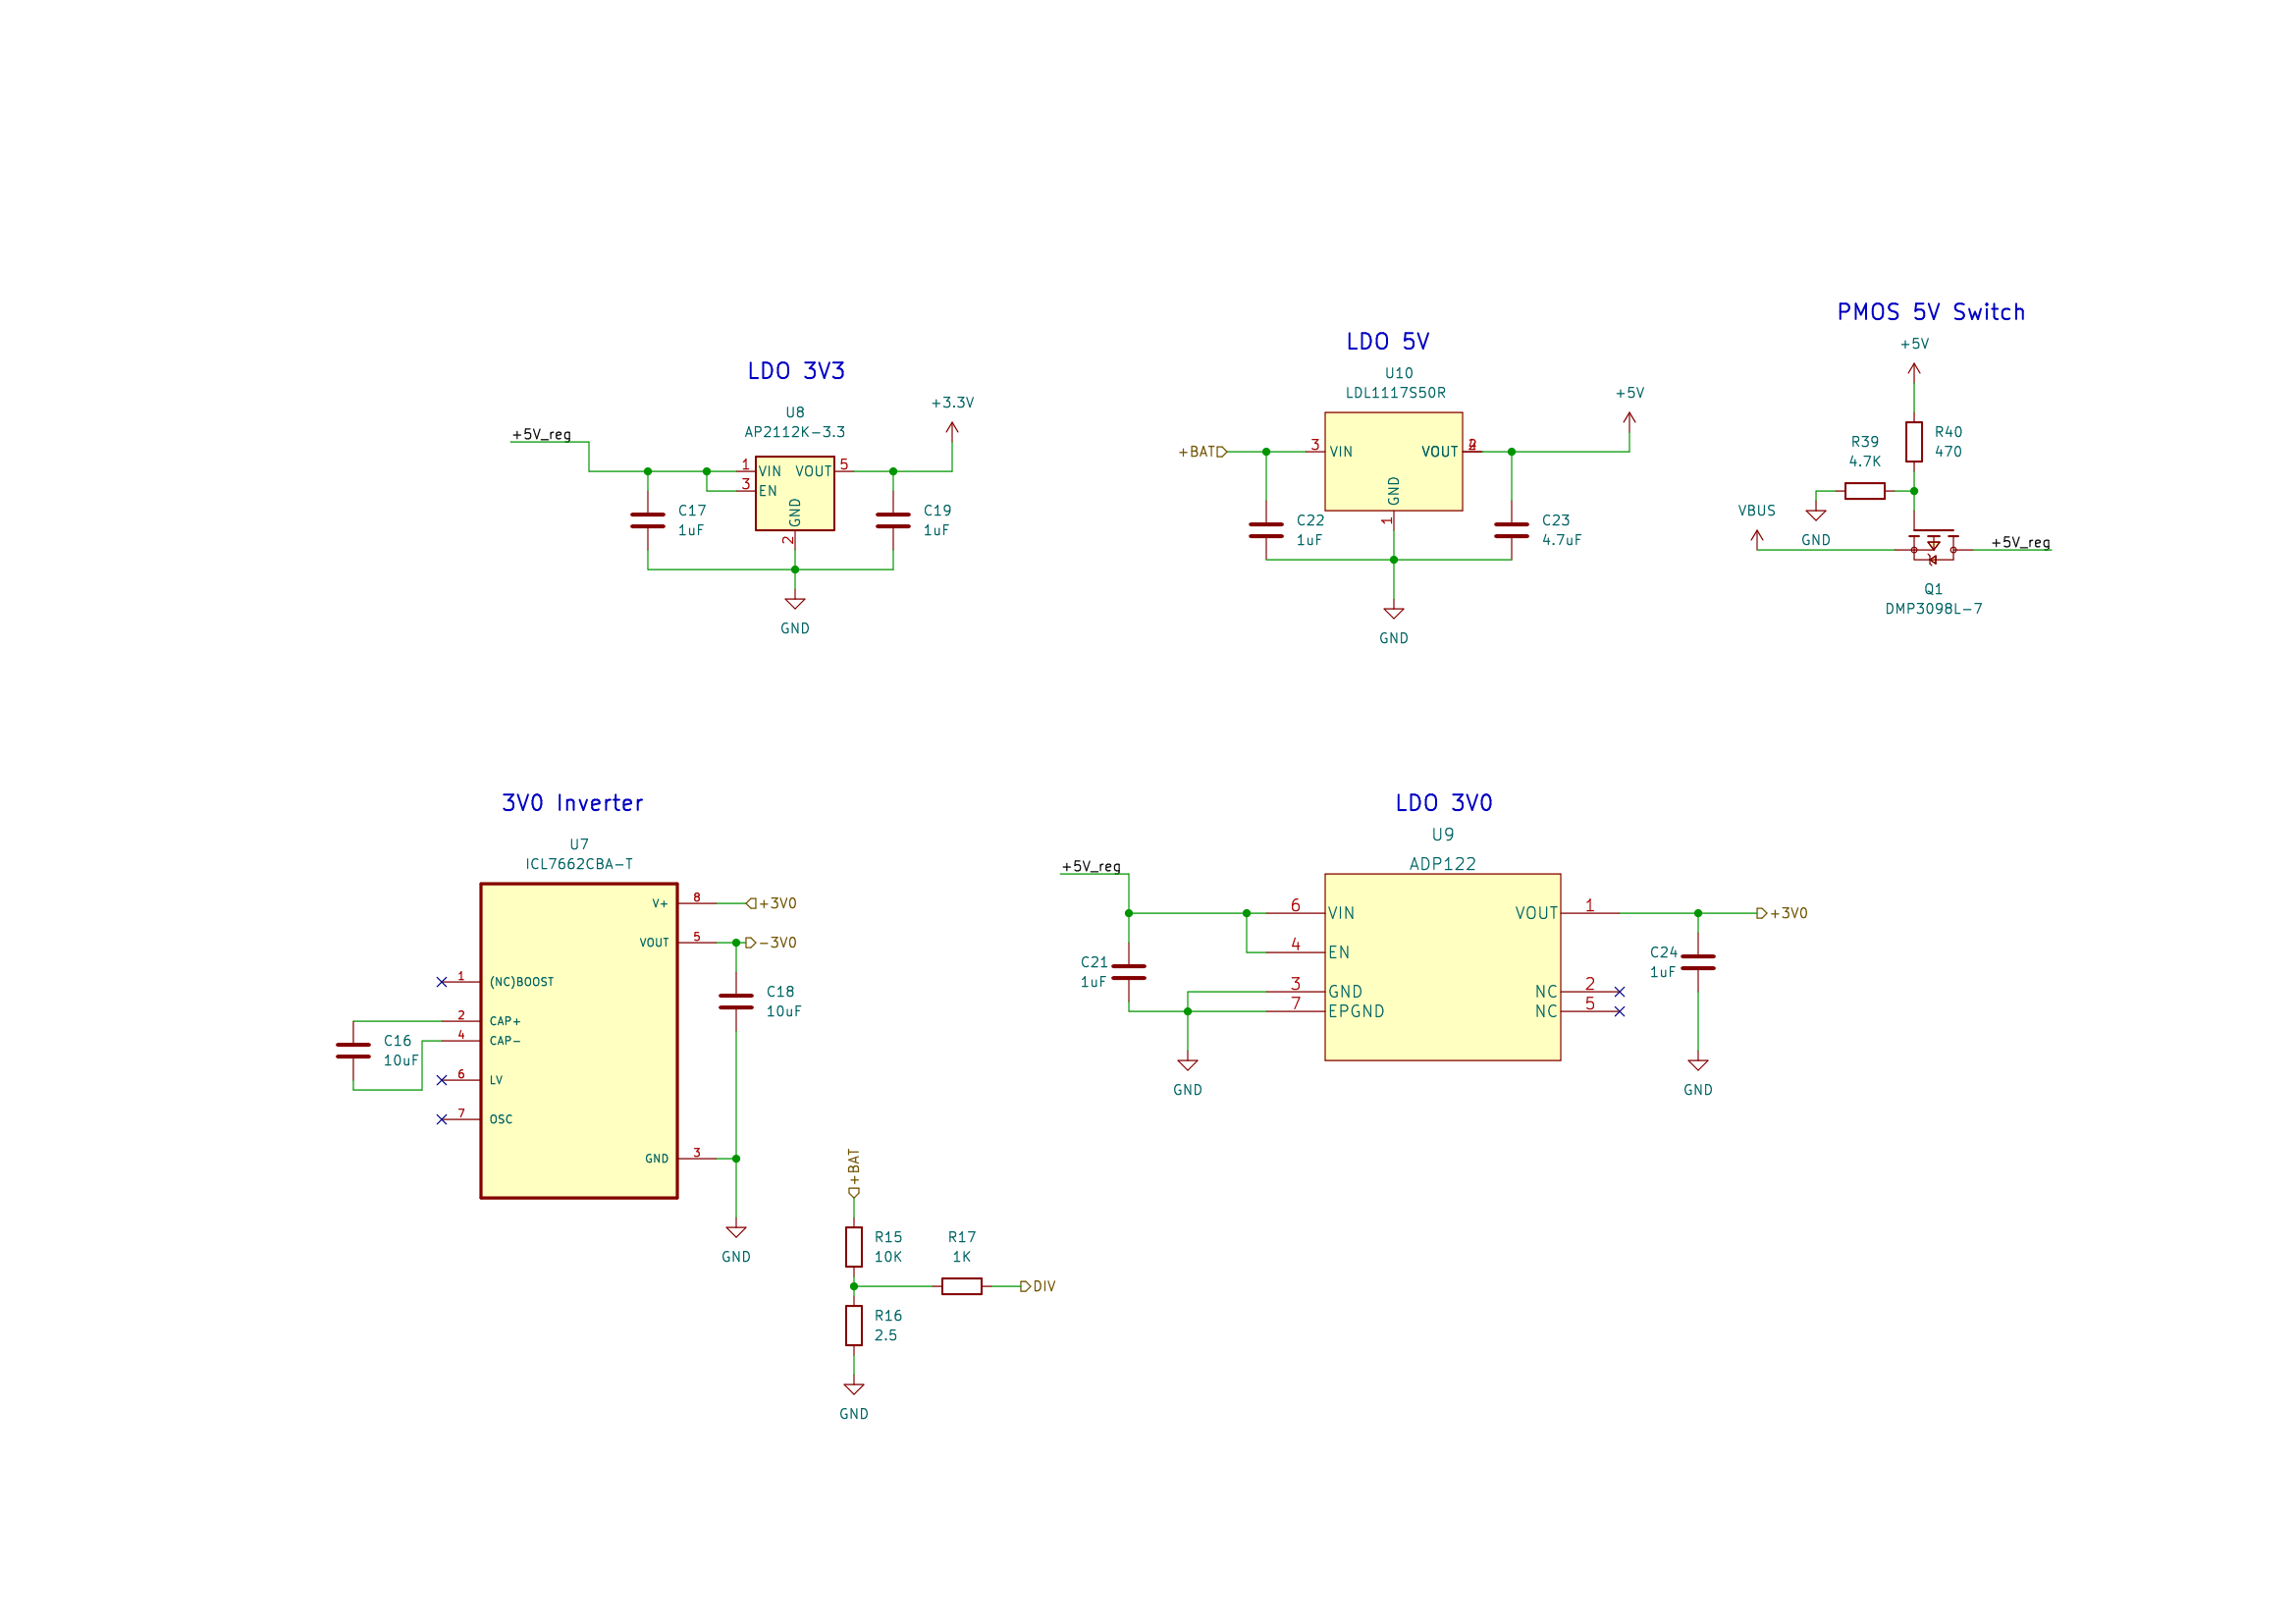 PMOS 5V Switch
+5V
R40
470
R39
4.7K
GND
VBUS
+5V_reg
Q1
DMP3098L-7
LDO 5V
U10
LDL1117S50R
+5V
+BAT
3
VIN
VOUT
GND
1
C22
1uF
C23
4.7uF
GND
LDO 3V3
U8
AP2112K-3.3
+3.3V
+5V_reg
1
VIN
VOUT
5
3
EN
GND
2
C17
1uF
C19
1uF
GND
3V0 Inverter
U7
ICL7662CBA-T
V+
8
+3V0
VOUT
5
-3V0
1
(NC)BOOST
2
CAP+
4
CAP-
6
LV
7
OSC
GND
3
C16
10uF
C18
10uF
GND
LDO 3V0
U9
ADP122
+5V_reg
6
VIN
VOUT
1
+3V0
4
EN
3
GND
NC
2
7
EPGND
NC
5
C21
1uF
C24
1uF
GND
GND
+BAT
R15
10K
R17
1K
DIV
R16
2.5
GND